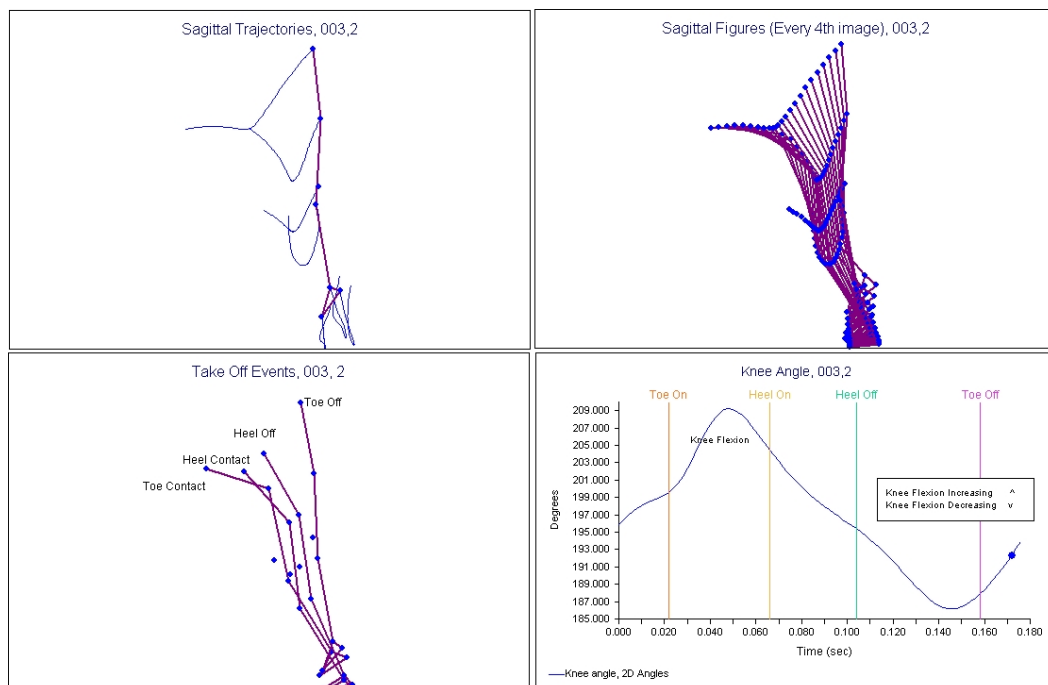 Sagittal Trajectories, 003,2
Sagittal Figures (Every 4th image), 003,2
Take Off Events, 003, 2
Toe Off
Heel Off
Heel Contact
Toe Contact
Knee Angle, 003,2
Toe On
Heel On
Heel Off
Toe Off
209.000
207.000
205.000
203.000
201.000
199.000
197.000
195.000
193.000
191.000
189.000
187.000
185.000
Degrees
Knee Flexion
Knee Flexion Increasing ^
Knee Flexion Decreasing v
0.000 0.020 0.040 0.060 0.080 0.100 0.120 0.140 0.160 0.180
Time (sec)
Knee angle, 2D Angles